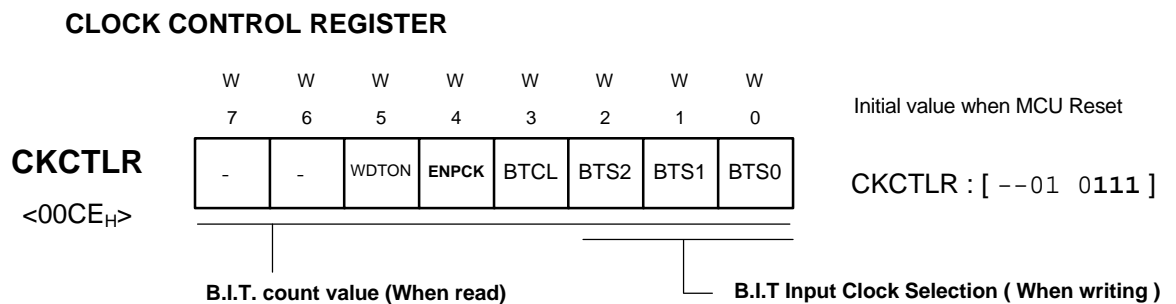 CLOCK CONTROL REGISTER
W W W W W W W W
7 6 5 4 3 2 1 0
Initial value when MCU Reset
CKCTLR
- - WDTON ENPCK BTCL BTS2 BTS1 BTS0
CKCTLR : [ --01 0111 ]
<00CEH>
B.I.T. count value (When read)
B.I.T Input Clock Selection ( When writing )